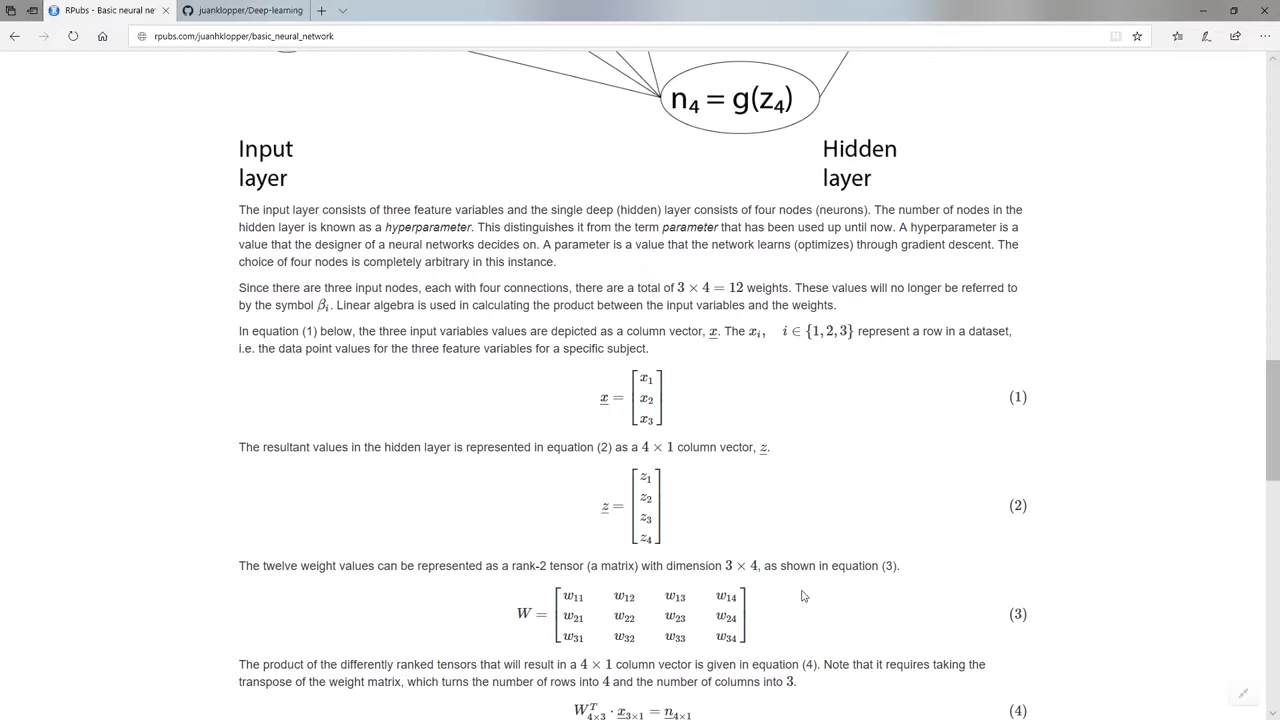 RPubs - Basic neural ne
juanklopper/Deep-learning
rpubs.com/juanhklopper/basic_neural_network
n₄ = g(z₄)
Input
layer
Hidden
layer
The input layer consists of three feature variables and the single deep (hidden) layer consists of four nodes (neurons). The number of nodes in the
hidden layer is known as a hyperparameter. This distinguishes it from the term parameter that has been used up until now. A hyperparameter is a
value that the designer of a neural networks decides on. A parameter is a value that the network learns (optimizes) through gradient descent. The
choice of four nodes is completely arbitrary in this instance.
Since there are three input nodes, each with four connections, there are a total of 3 × 4 = 12 weights. These values will no longer be referred to
by the symbol βᵢ. Linear algebra is used in calculating the product between the input variables and the weights.
In equation (1) below, the three input variables values are depicted as a column vector, x. The xᵢ, i ∈ {1, 2, 3} represent a row in a dataset,
i.e. the data point values for the three feature variables for a specific subject.
x₁
x = x₂ (1)
x₃
The resultant values in the hidden layer is represented in equation (2) as a 4 × 1 column vector, z.
z₁
z₂
z = (2)
z₃
z₄
The twelve weight values can be represented as a rank-2 tensor (a matrix) with dimension 3 × 4, as shown in equation (3).
w₁₁ w₁₂ w₁₃ w₁₄
W = w₂₁ w₂₂ w₂₃ w₂₄ (3)
w₃₁ w₃₂ w₃₃ w₃₄
The product of the differently ranked tensors that will result in a 4 × 1 column vector is given in equation (4). Note that it requires taking the
transpose of the weight matrix, which turns the number of rows into 4 and the number of columns into 3.
Wᵀ₄ₓ₃ · x₃ₓ₁ = n₄ₓ₁ (4)